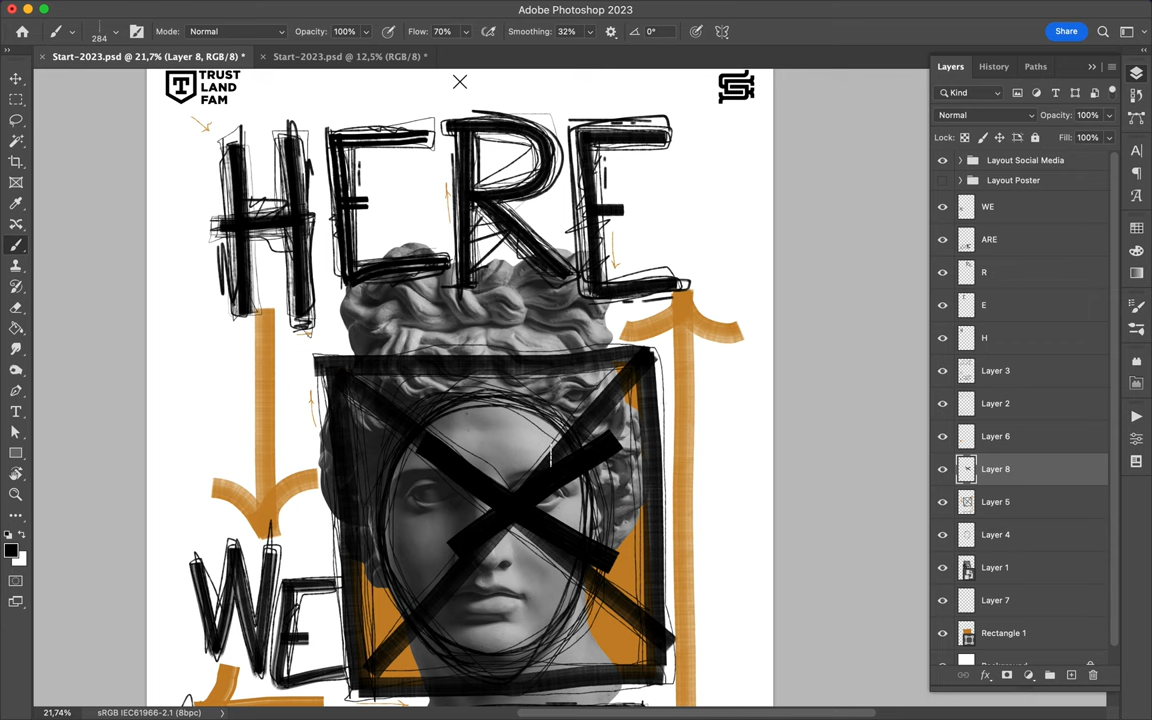 Adobe Photoshop 2023
284
Mode: Normal
Opacity: 100%
Flow: 70%
Smoothing: 32%
0°
Share
Start-2023.psd @ 21,7% (Layer 8, RGB/8) *
Start-2023.psd @ 12,5% (RGB/8) *
TRUST
LAND
FAM
HERE
WE
Layers
History
Paths
Kind
Normal
Opacity: 100%
Lock:
Fill: 100%
Layout Social Media
Layout Poster
WE
ARE
R
E
H
Layer 3
Layer 2
Layer 6
Layer 8
Layer 5
Layer 4
Layer 1
Layer 7
Rectangle 1
21,74%
sRGB IEC61966-2.1 (8bpc)